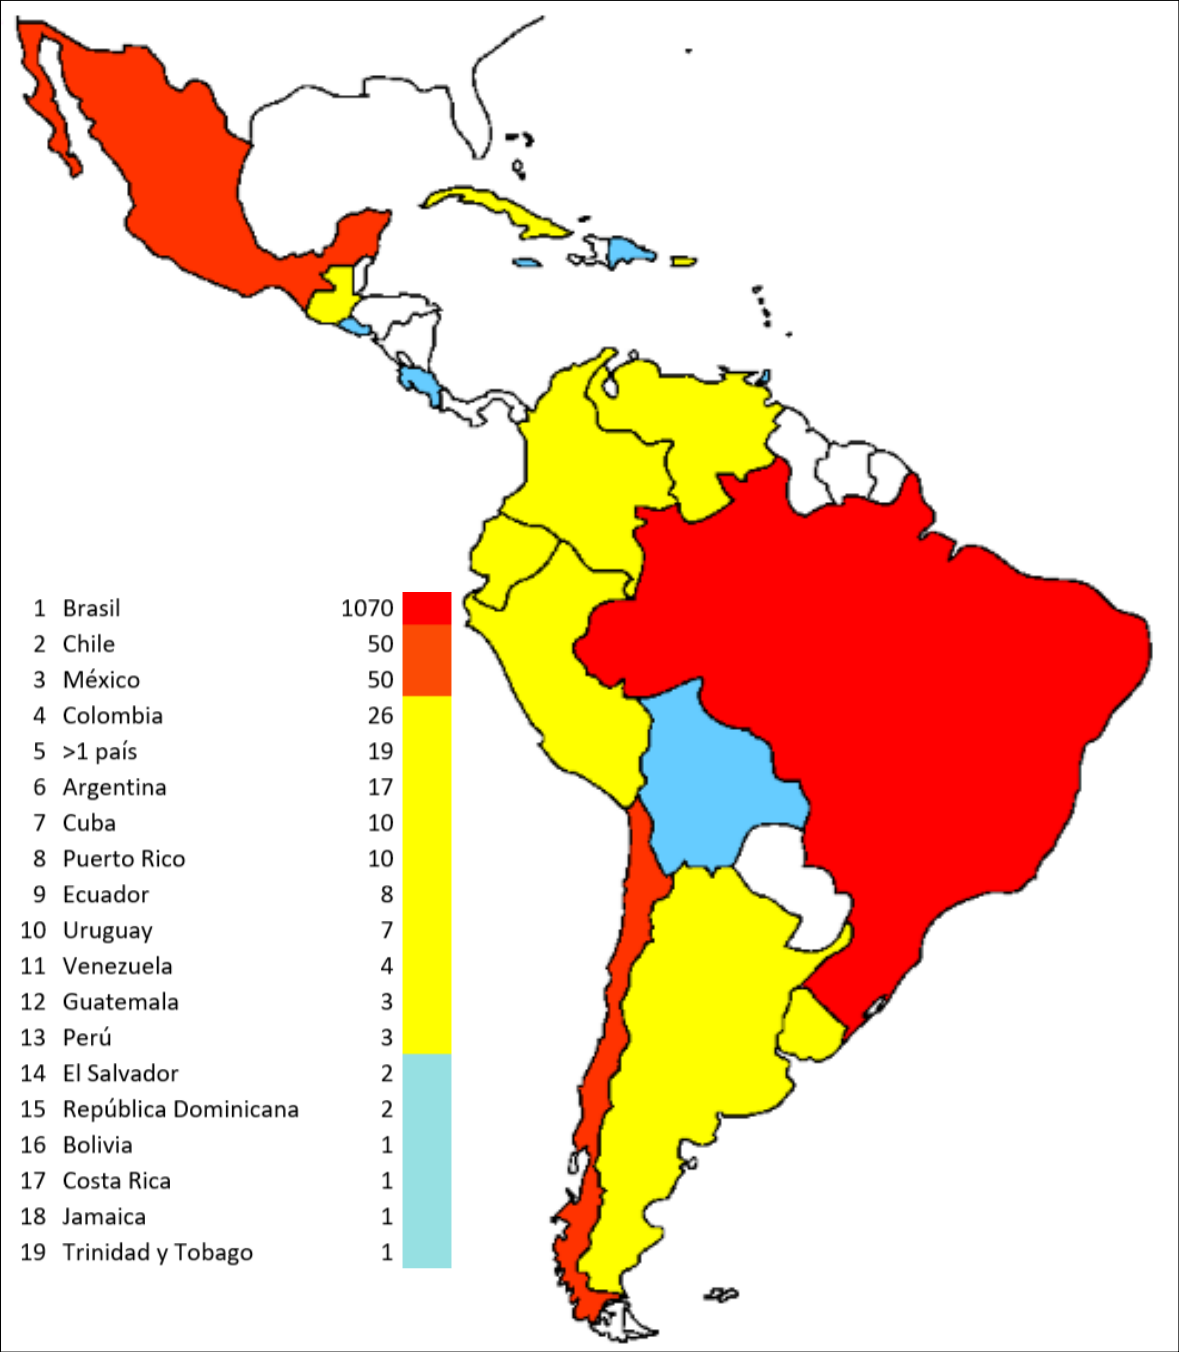 1 Brasil 1070
2 Chile 50
3 México 50
4 Colombia 26
5 >1 país 19
6 Argentina 17
7 Cuba 10
8 Puerto Rico 10
9 Ecuador 8
10 Uruguay 7
11 Venezuela 4
12 Guatemala 3
13 Perú 3
14 El Salvador 2
15 República Dominicana 2
16 Bolivia 1
17 Costa Rica 1
18 Jamaica 1
19 Trinidad y Tobago 1